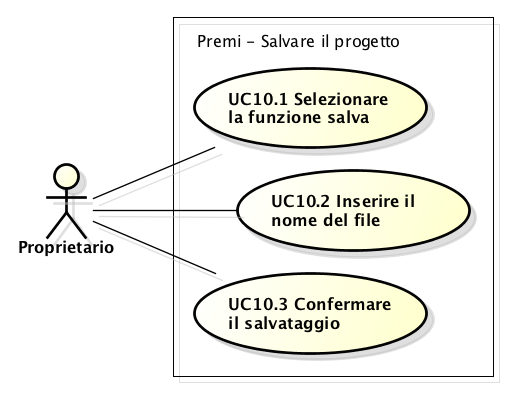 Premi - Salvare il progetto
UC10.1 Selezionare
la funzione salva
UC10.2 Inserire il
nome del file
Proprietario
UC10.3 Confermare
il salvataggio